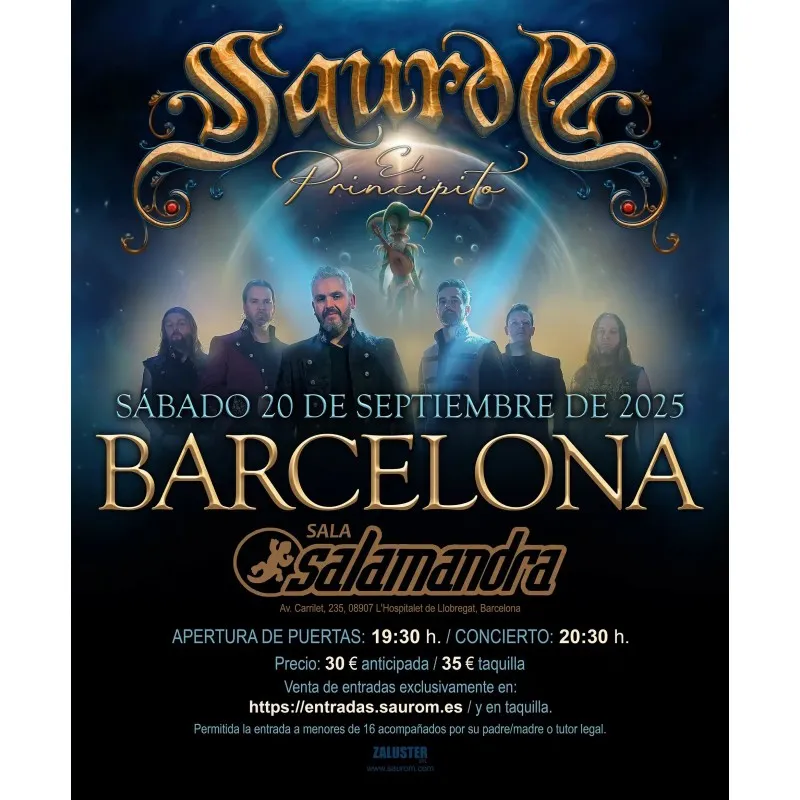 Saurom
El
Principito
SÁBADO 20 DE SEPTIEMBRE DE 2025
BARCELONA
SALA
salamandra
Av. Carrilet, 235, 08907 L'Hospitalet de Llobregat, Barcelona
APERTURA DE PUERTAS: 19:30 h. / CONCIERTO: 20:30 h.
Precio: 30 € anticipada / 35 € taquilla
Venta de entradas exclusivamente en:
https://entradas.saurom.es / y en taquilla.
Permitida la entrada a menores de 16 acompañados por su padre/madre o tutor legal.
ZALUSTER
www.saurom.com